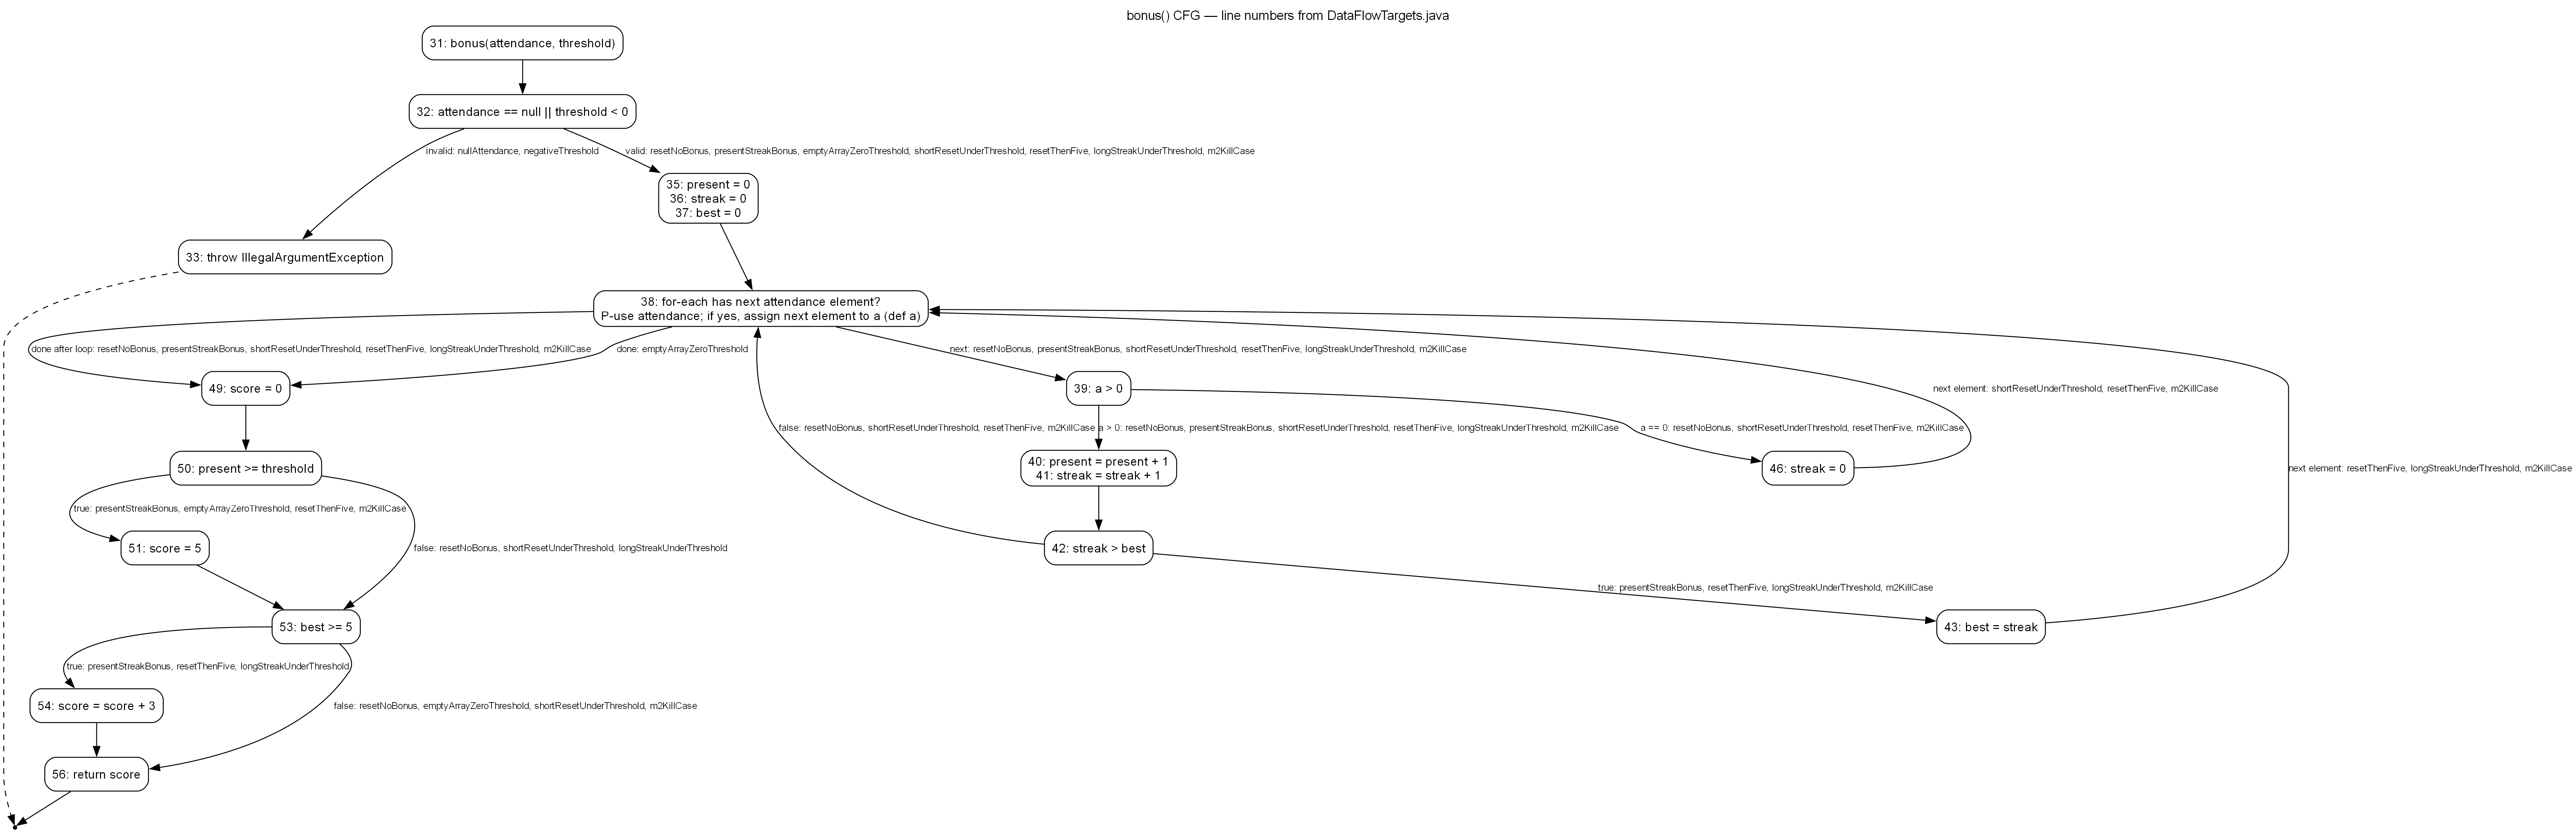 bonus() CFG — line numbers from DataFlowTargets.java
31: bonus(attendance, threshold)
32: attendance == null || threshold < 0
invalid: nullAttendance, negativeThreshold
valid: resetNoBonus, presentStreakBonus, emptyArrayZeroThreshold, shortResetUnderThreshold, resetThenFive, longStreakUnderThreshold, m2KillCase
35: present = 0
36: streak = 0
37: best = 0
33: throw IllegalArgumentException
38: for-each has next attendance element?
P-use attendance; if yes, assign next element to a (def a)
done after loop: resetNoBonus, presentStreakBonus, shortResetUnderThreshold, resetThenFive, longStreakUnderThreshold, m2KillCase
done: emptyArrayZeroThreshold
next: resetNoBonus, presentStreakBonus, shortResetUnderThreshold, resetThenFive, longStreakUnderThreshold, m2KillCase
49: score = 0
39: a > 0
next element: shortResetUnderThreshold, resetThenFive, m2KillCase
false: resetNoBonus, shortResetUnderThreshold, resetThenFive, m2KillCase
a > 0: resetNoBonus, presentStreakBonus, shortResetUnderThreshold, resetThenFive, longStreakUnderThreshold, m2KillCase
a == 0: resetNoBonus, shortResetUnderThreshold, resetThenFive, m2KillCase
50: present >= threshold
40: present = present + 1
41: streak = streak + 1
46: streak = 0
next element: resetThenFive, longStreakUnderThreshold, m2KillCase
true: presentStreakBonus, emptyArrayZeroThreshold, resetThenFive, m2KillCase
51: score = 5
false: resetNoBonus, shortResetUnderThreshold, longStreakUnderThreshold
42: streak > best
true: presentStreakBonus, resetThenFive, longStreakUnderThreshold, m2KillCase
53: best >= 5
43: best = streak
true: presentStreakBonus, resetThenFive, longStreakUnderThreshold
54: score = score + 3
false: resetNoBonus, emptyArrayZeroThreshold, shortResetUnderThreshold, m2KillCase
56: return score